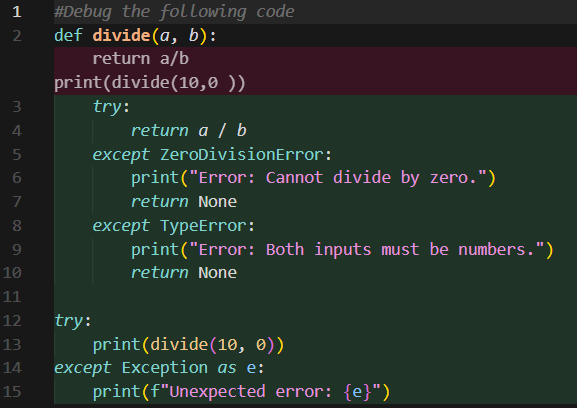 1 #Debug the following code
2 def divide(a, b):
return a/b
print(divide(10,0 ))
3 try:
4 return a / b
5 except ZeroDivisionError:
6 print("Error: Cannot divide by zero.")
7 return None
8 except TypeError:
9 print("Error: Both inputs must be numbers.")
10 return None
11
12 try:
13 print(divide(10, 0))
14 except Exception as e:
15 print(f"Unexpected error: {e}")